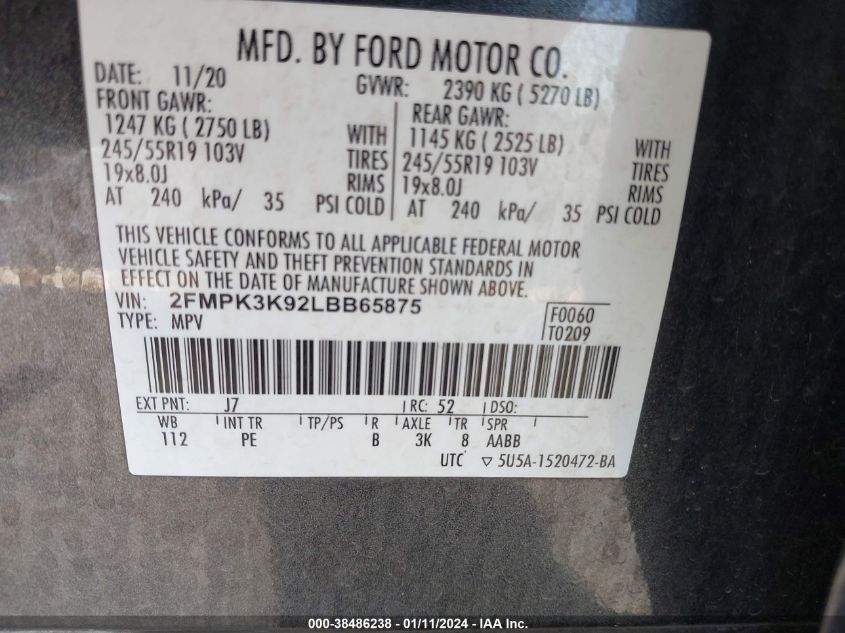 MFD. BY FORD MOTOR CO.
DATE: 11/20 GVWR: 2390 KG ( 5270 LB)
FRONT GAWR: REAR GAWR:
1247 KG ( 2750 LB) WITH 1145 KG ( 2525 LB) WITH
245/55R19 103V TIRES 245/55R19 103V TIRES
19x8.0J RIMS 19x8.0J RIMS
AT 240 kPa/ 35 PSI COLD AT 240 kPa/ 35 PSI COLD
THIS VEHICLE CONFORMS TO ALL APPLICABLE FEDERAL MOTOR
VEHICLE SAFETY AND THEFT PREVENTION STANDARDS IN
EFFECT ON THE DATE OF MANUFACTURE SHOWN ABOVE.
VIN: 2FMPK3K92LBB65875 F0060
TYPE: MPV T0209
EXT PNT: J7 RC: 52 DSO:
WB INT TR TP/PS R AXLE TR SPR
112 PE B 3K 8 AABB
UTC ▽ 5U5A-1520472-BA
000-38486238 - 01/11/2024 - IAA Inc.